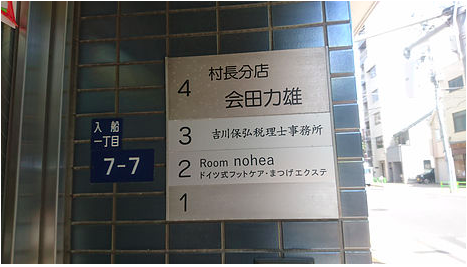 4 村長分店
会田力雄
3 吉川保弘税理士事務所
2 Room nohea
ドイツ式フットケア・まつげエクステ
1
入船
一丁目
7-7